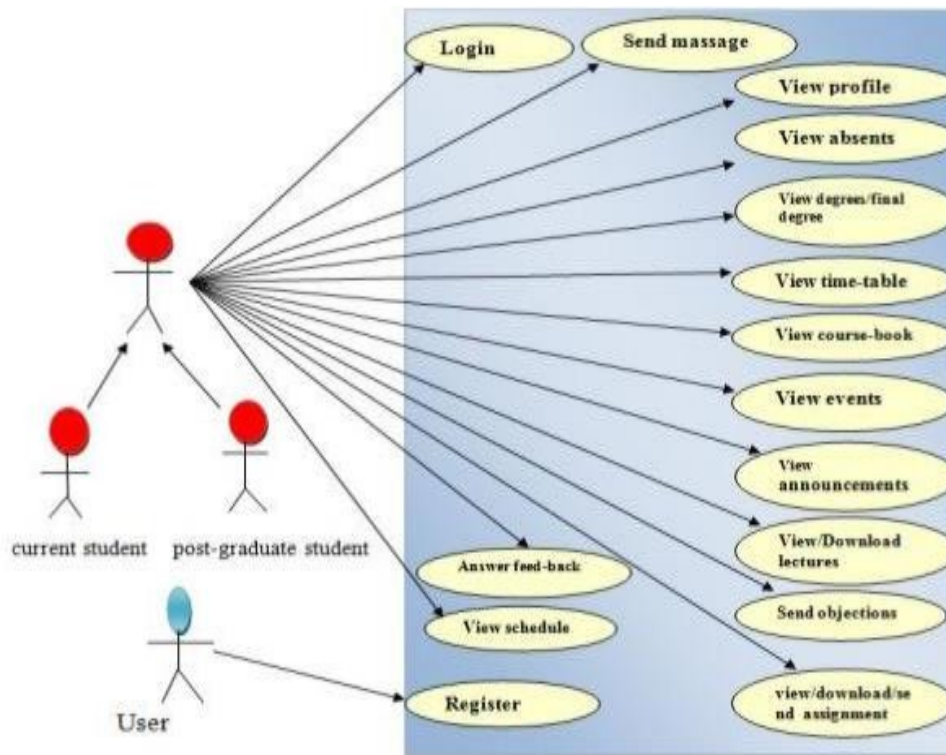 Login
Send massage
View profile
View absents
View degrees/final
degree
View time-table
View course-book
View events
View
announcements
View/Download
lectures
Send objections
view/download/se
nd assignment
Answer feed-back
View schedule
Register
current student
post-graduate student
User